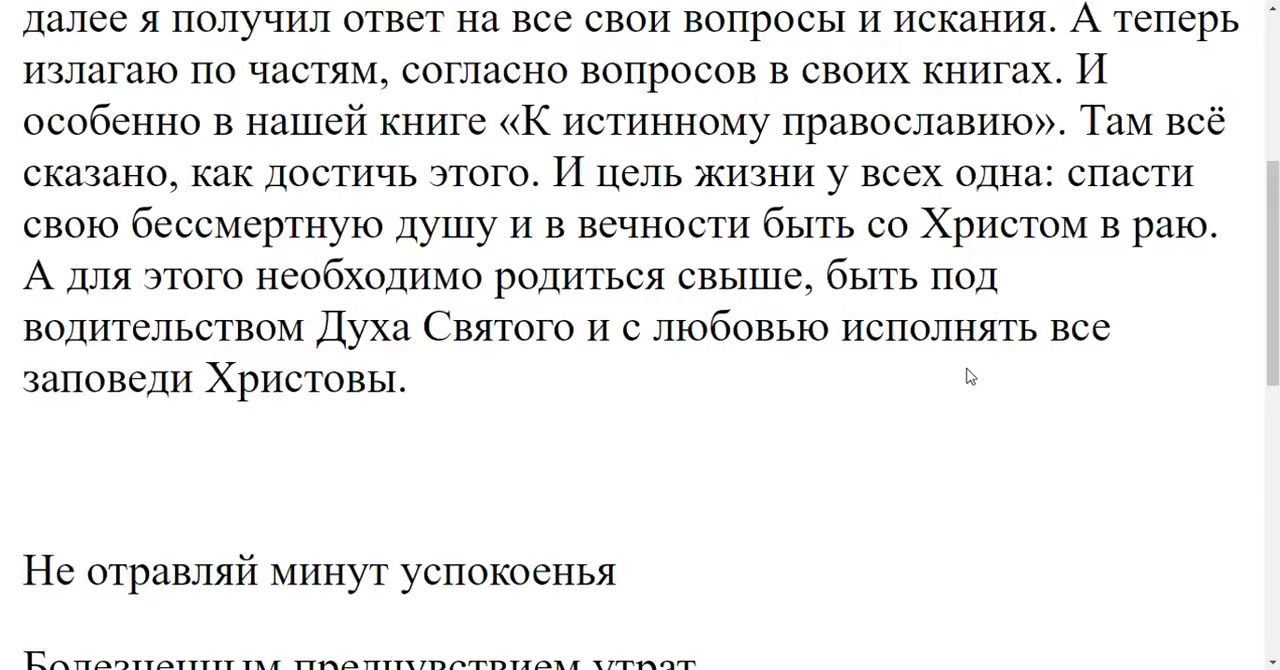 далее я получил ответ на все свои вопросы и искания. А теперь
излагаю по частям, согласно вопросов в своих книгах. И
особенно в нашей книге «К истинному православию». Там всё
сказано, как достичь этого. И цель жизни у всех одна: спасти
свою бессмертную душу и в вечности быть со Христом в раю.
А для этого необходимо родиться свыше, быть под
водительством Духа Святого и с любовью исполнять все
заповеди Христовы.
Не отравляй минут успокоенья
Болезненным предчувствием утрат